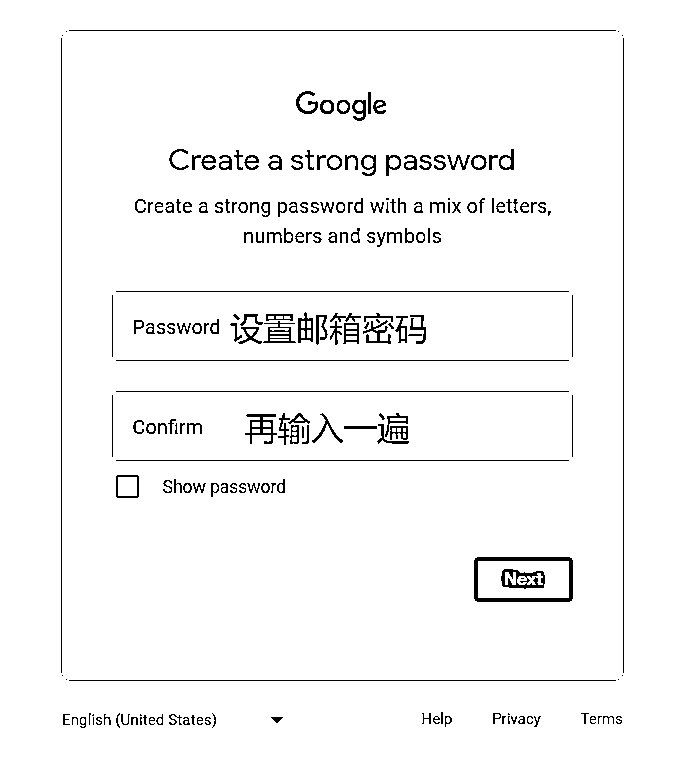 Google
Create a strong password
Create a strong password with a mix of letters,
numbers and symbols
Password 设置邮箱密码
Confirm 再输入一遍
Show password
Next
English (United States) Help Privacy Terms